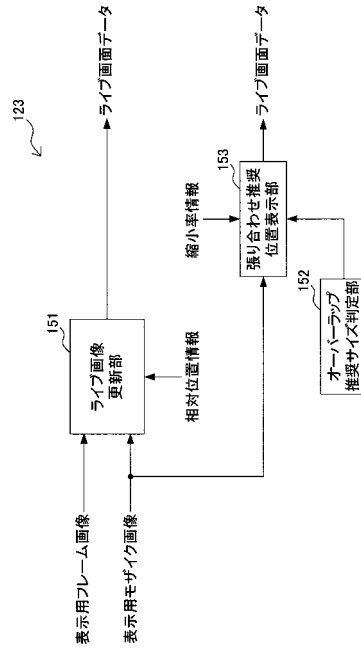 123
表示用フレーム画像
表示用モザイク画像
151
ライブ画像
更新部
相対位置情報
ライブ画面データ
縮小率情報
153
張り合わせ推奨
位置表示部
ライブ画面データ
152
オーバーラップ
推奨サイズ判定部